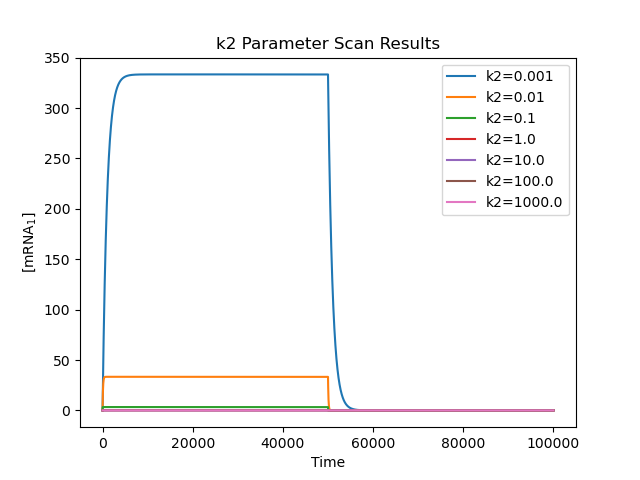 k2 Parameter Scan Results
350
300
250
200
150
100
50
0
[mRNA₁]
k2=0.001
k2=0.01
k2=0.1
k2=1.0
k2=10.0
k2=100.0
k2=1000.0
0 20000 40000 60000 80000 100000
Time